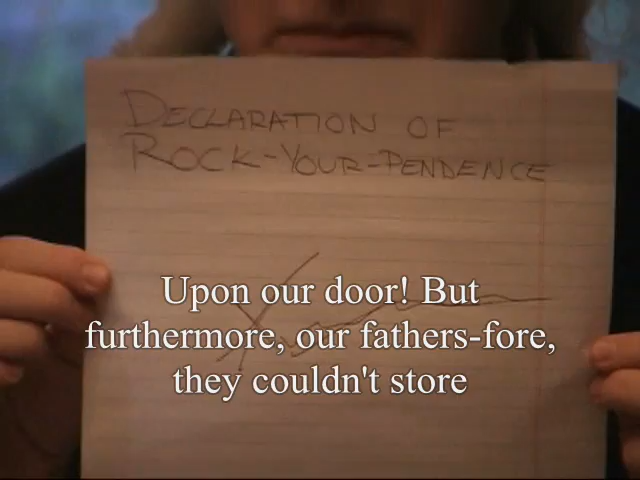 DECLARATION OF
ROCK-YOUR-PENDENCE
Upon our door! But
furthermore, our fathers-fore,
they couldn't store